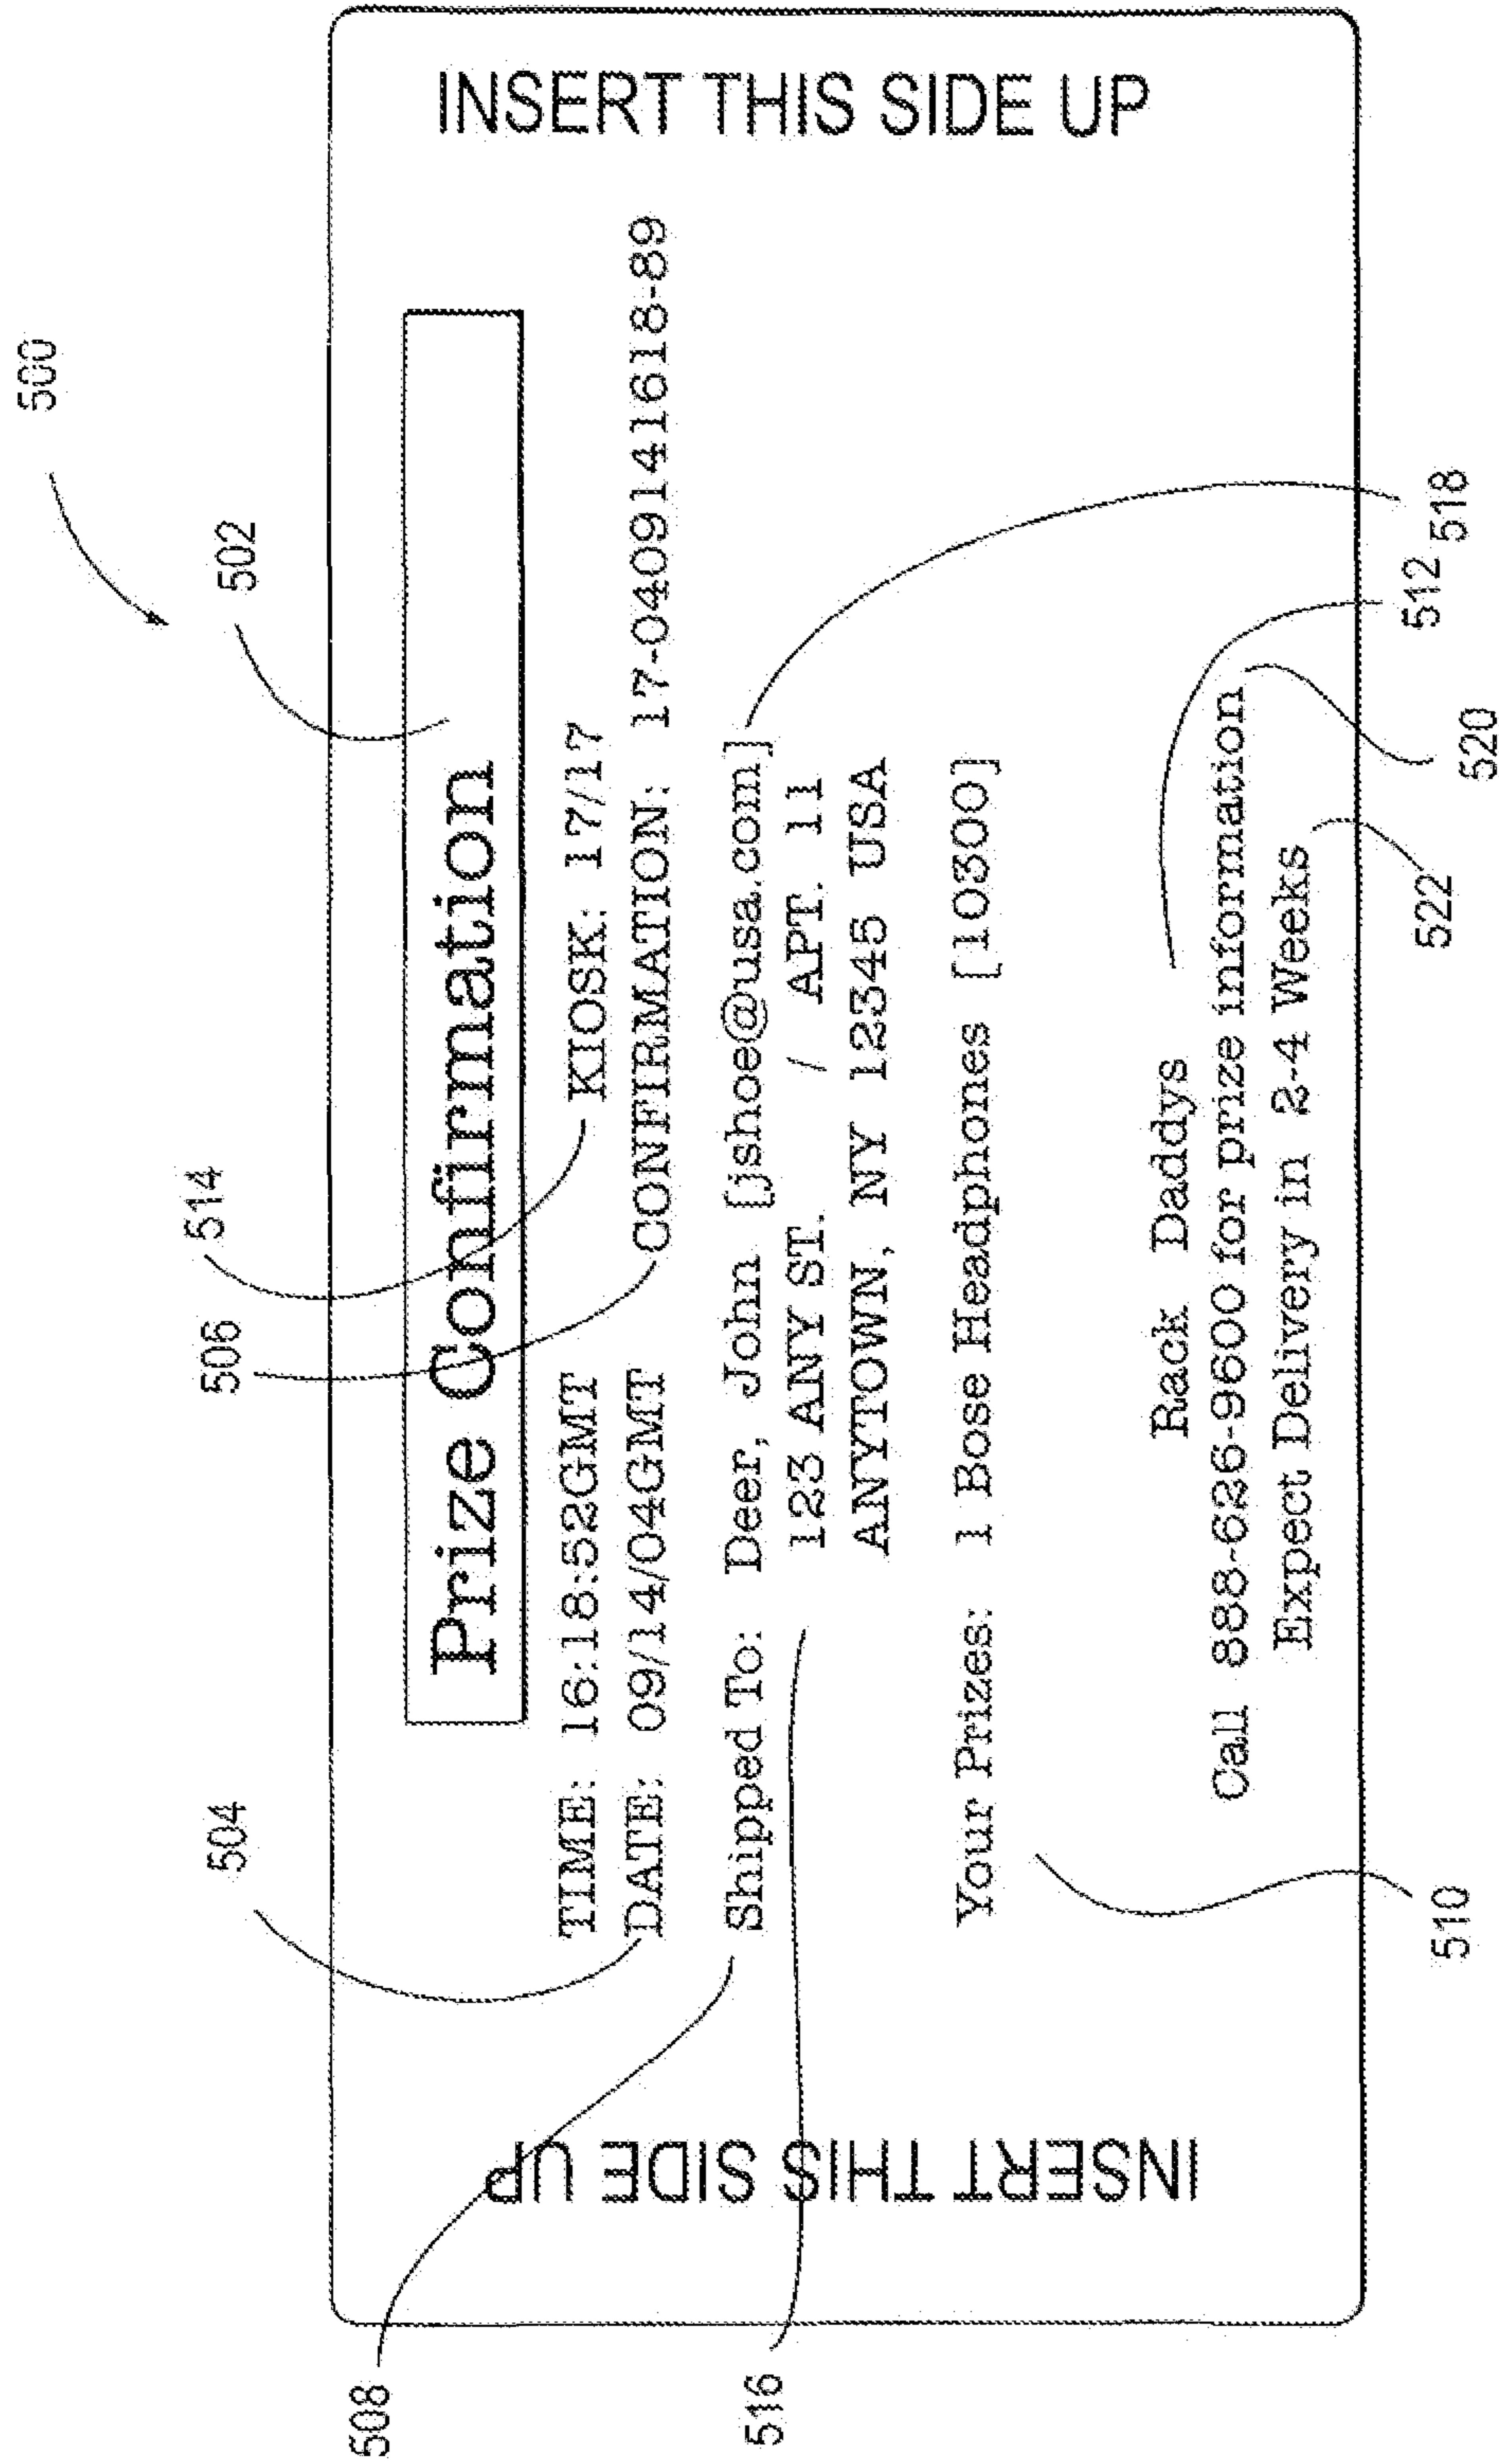 500
502
514
506
504
508
516
INSERT THIS SIDE UP
Prize Confirmation
TIME: 16:18:52GMT KIOSK: 17/17
DATE: 09/14/04GMT CONFIRMATION: 17-0409141618-89
Shipped To: Deer, John [jshoe@usa.com]
123 ANY ST. / APT. 11
ANYTOWN, NY 12345 USA
Your Prizes: 1 Bose Headphones [10300]
Rack Daddys
Call 888-626-9600 for prize information
Expect Delivery in 2-4 Weeks
INSERT THIS SIDE UP
510
522
520
512
518